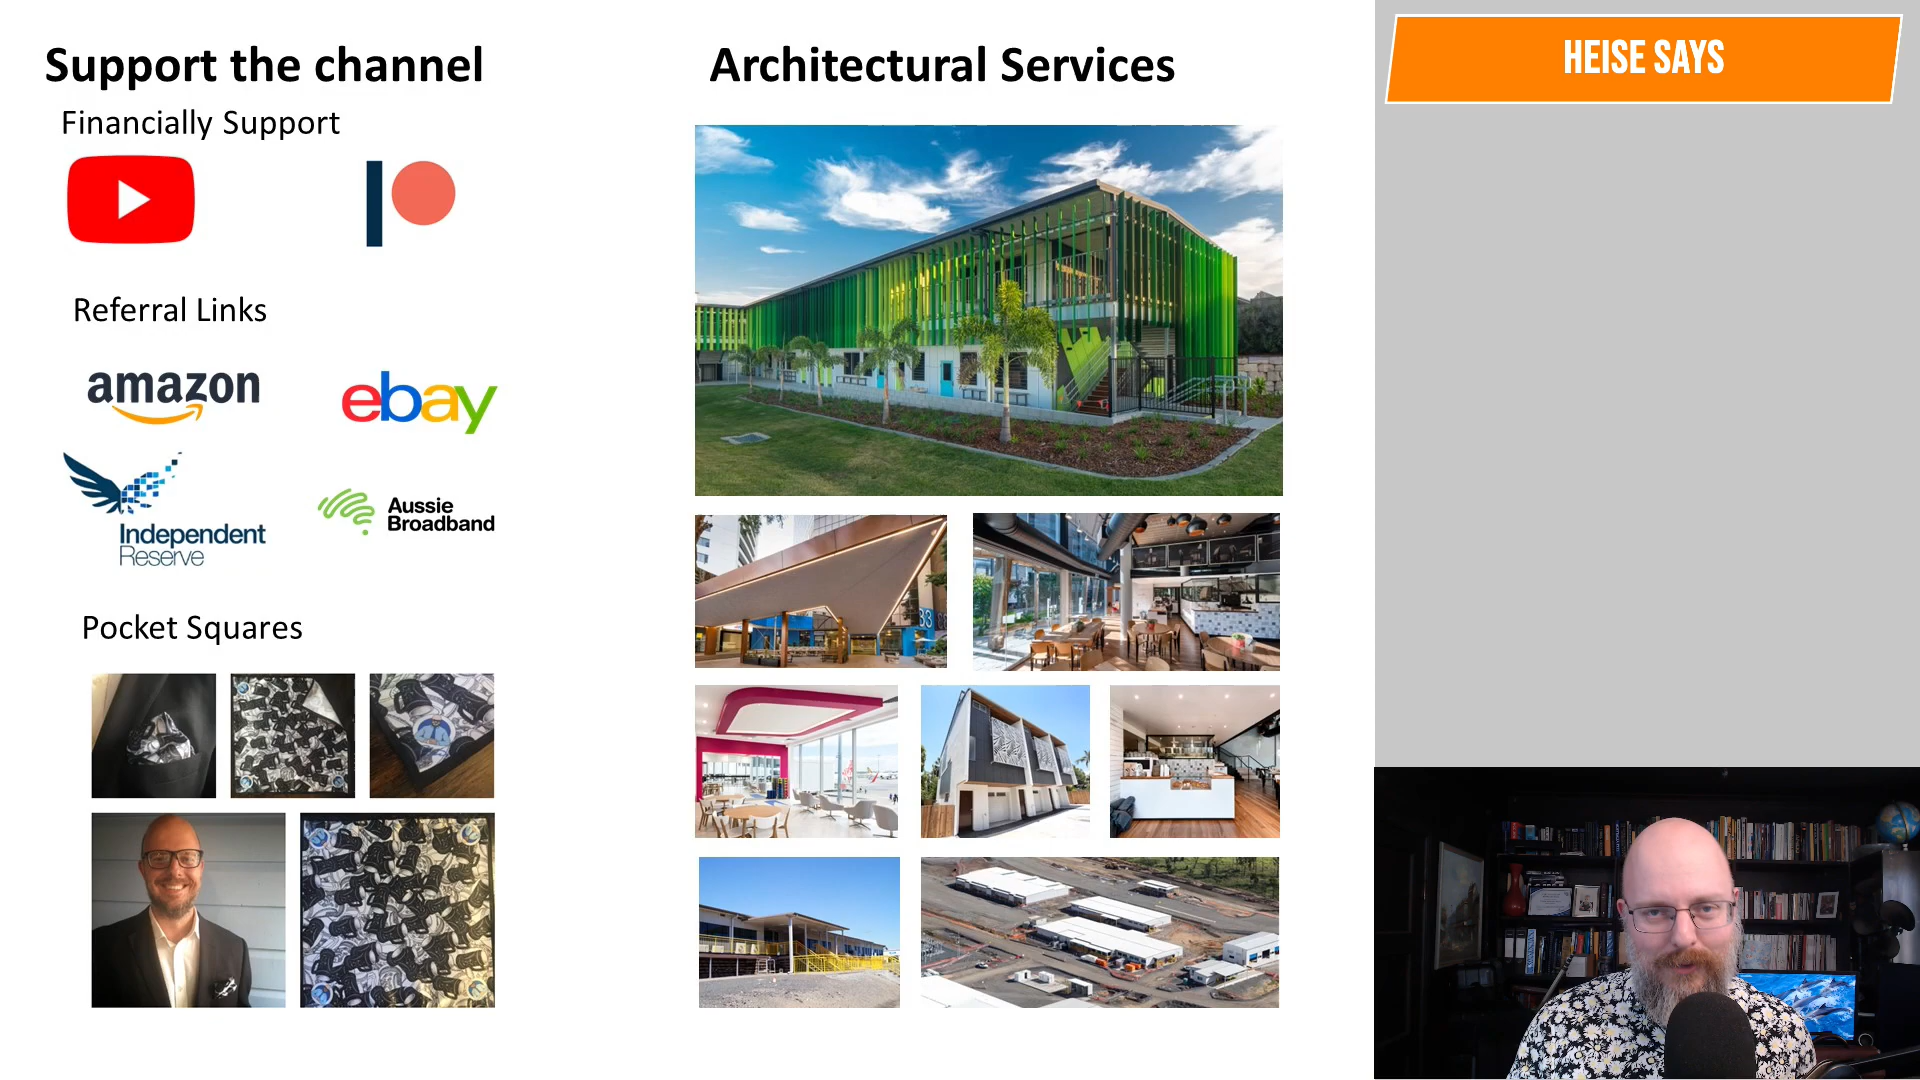 Support the channel
Financially Support
Referral Links
amazon
ebay
Independent
Reserve
Aussie
Broadband
Pocket Squares
Architectural Services
33
HEISE SAYS